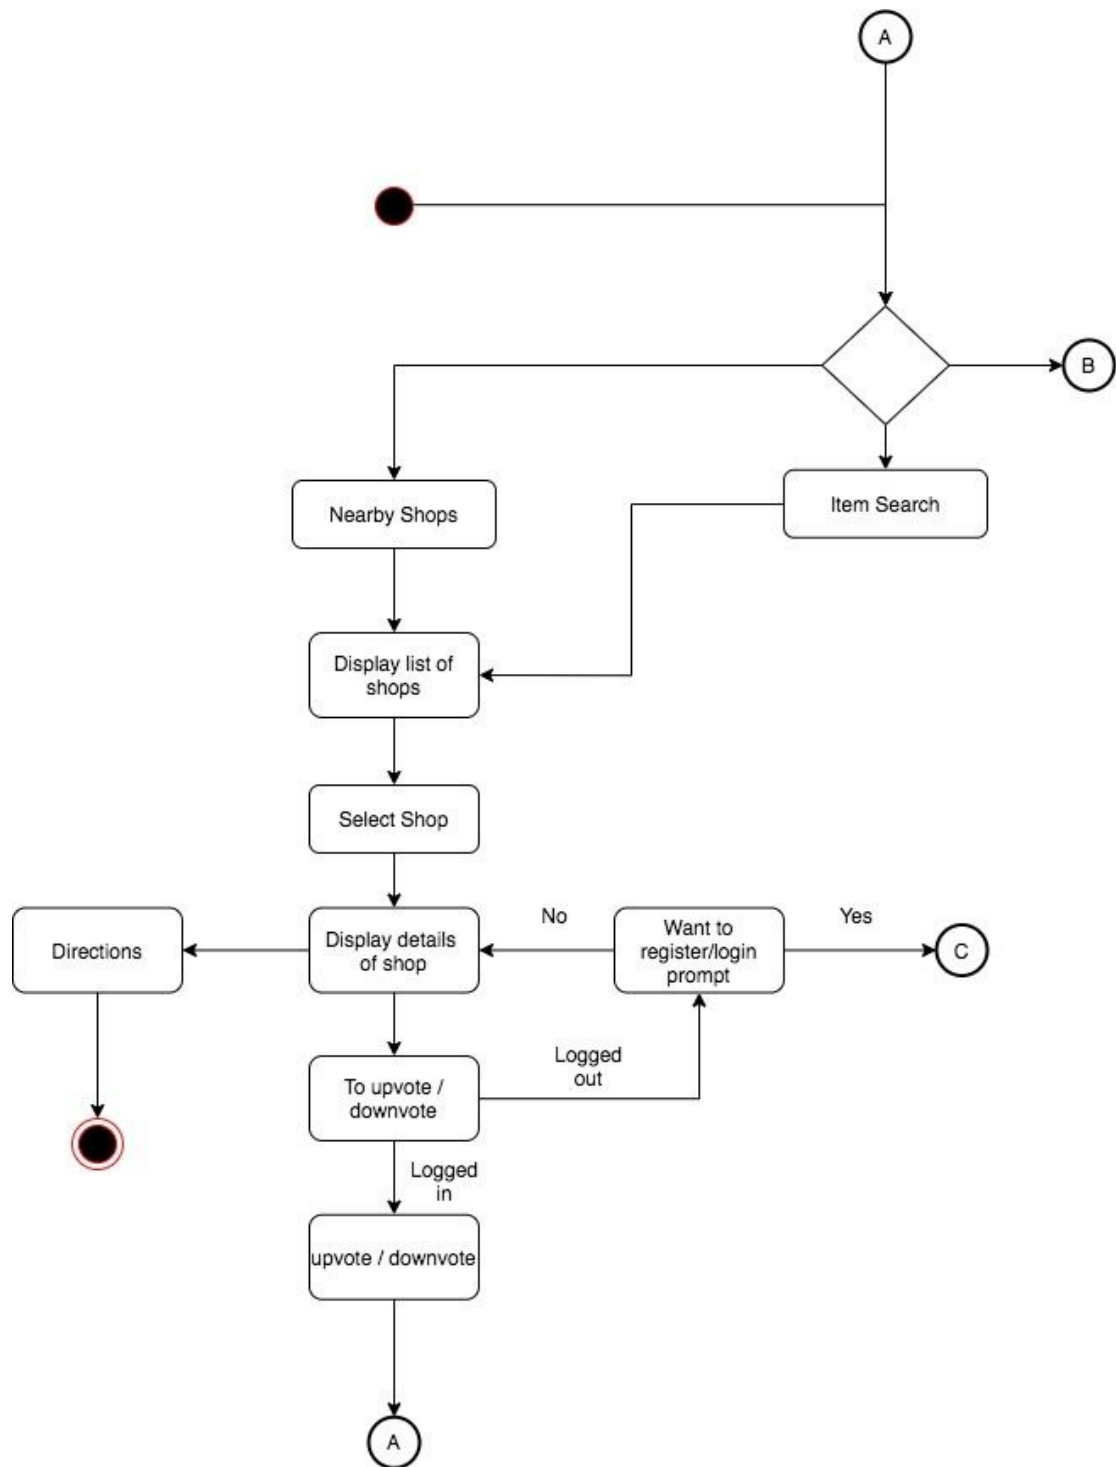 A
B
Nearby Shops
Item Search
Display list of
shops
Select Shop
Directions
Display details
of shop
No
Want to
register/login
prompt
Yes
C
To upvote /
downvote
Logged
out
Logged
in
upvote / downvote
A